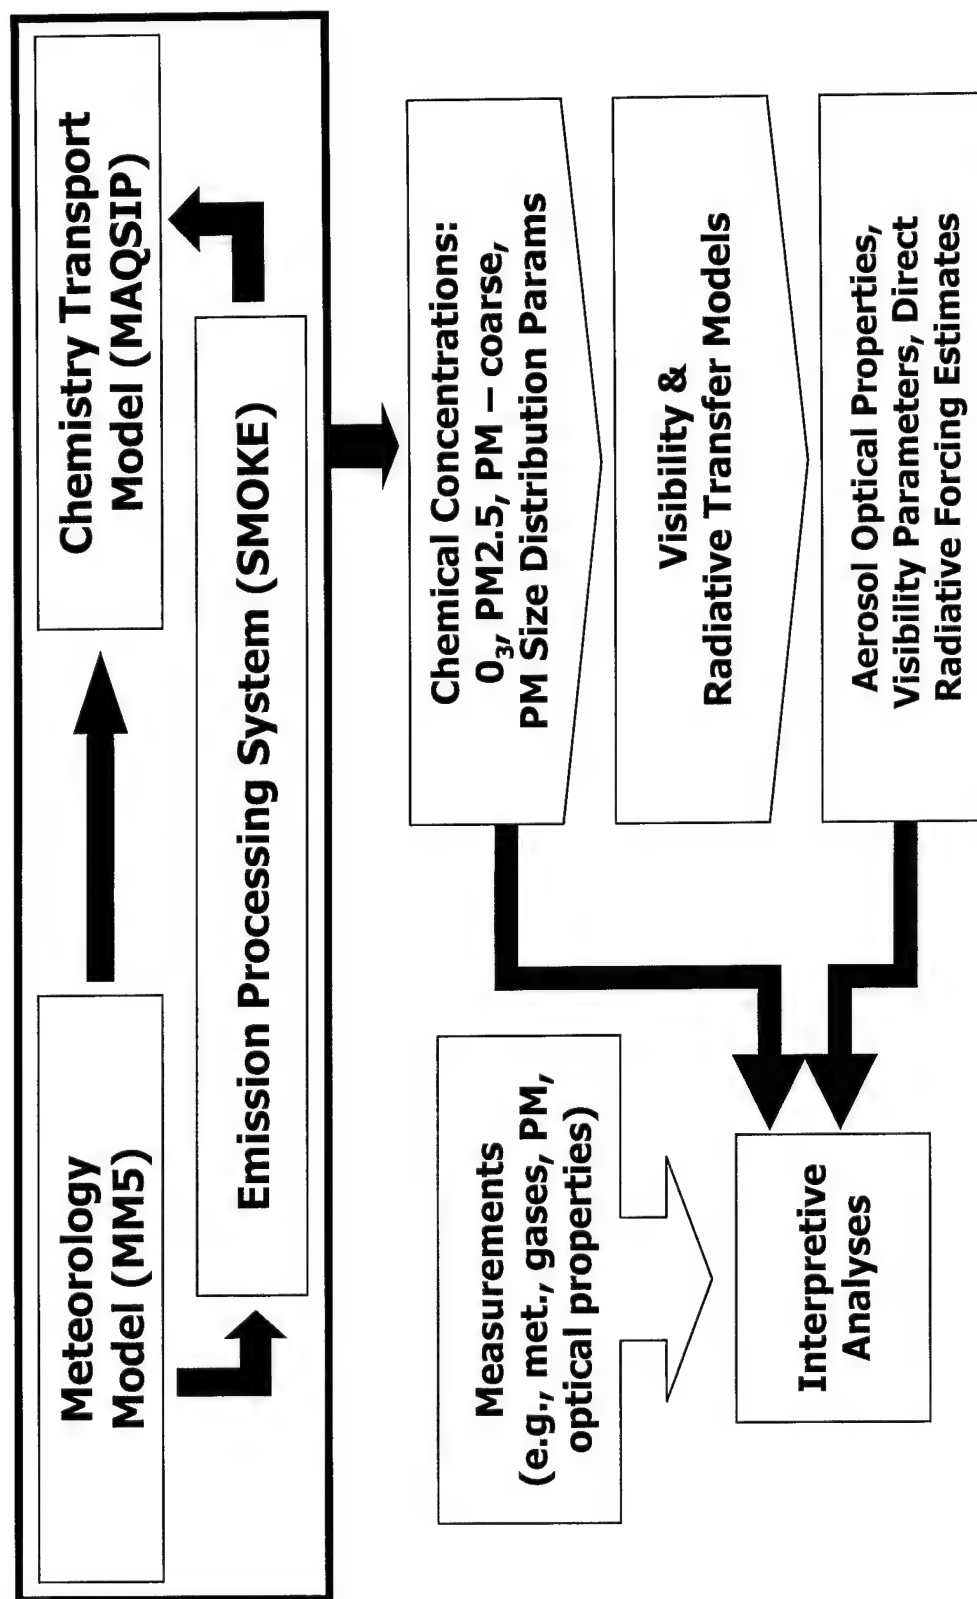 Meteorology
Model (MM5)
Chemistry Transport
Model (MAQSIP)
Emission Processing System (SMOKE)
Measurements
(e.g., met., gases, PM,
optical properties)
Chemical Concentrations:
O₃, PM2.5, PM – coarse,
PM Size Distribution Params
Visibility &
Radiative Transfer Models
Interpretive
Analyses
Aerosol Optical Properties,
Visibility Parameters, Direct
Radiative Forcing Estimates